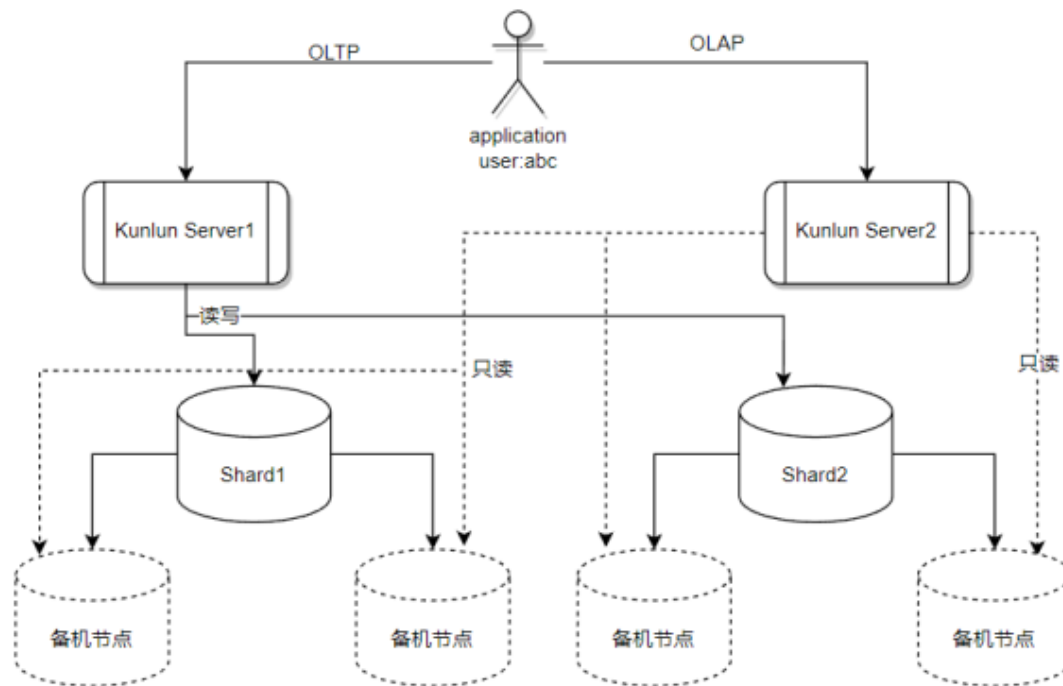 OLTP
OLAP
application
user:abc
Kunlun Server1
Kunlun Server2
读写
只读
只读
Shard1
Shard2
备机节点
备机节点
备机节点
备机节点